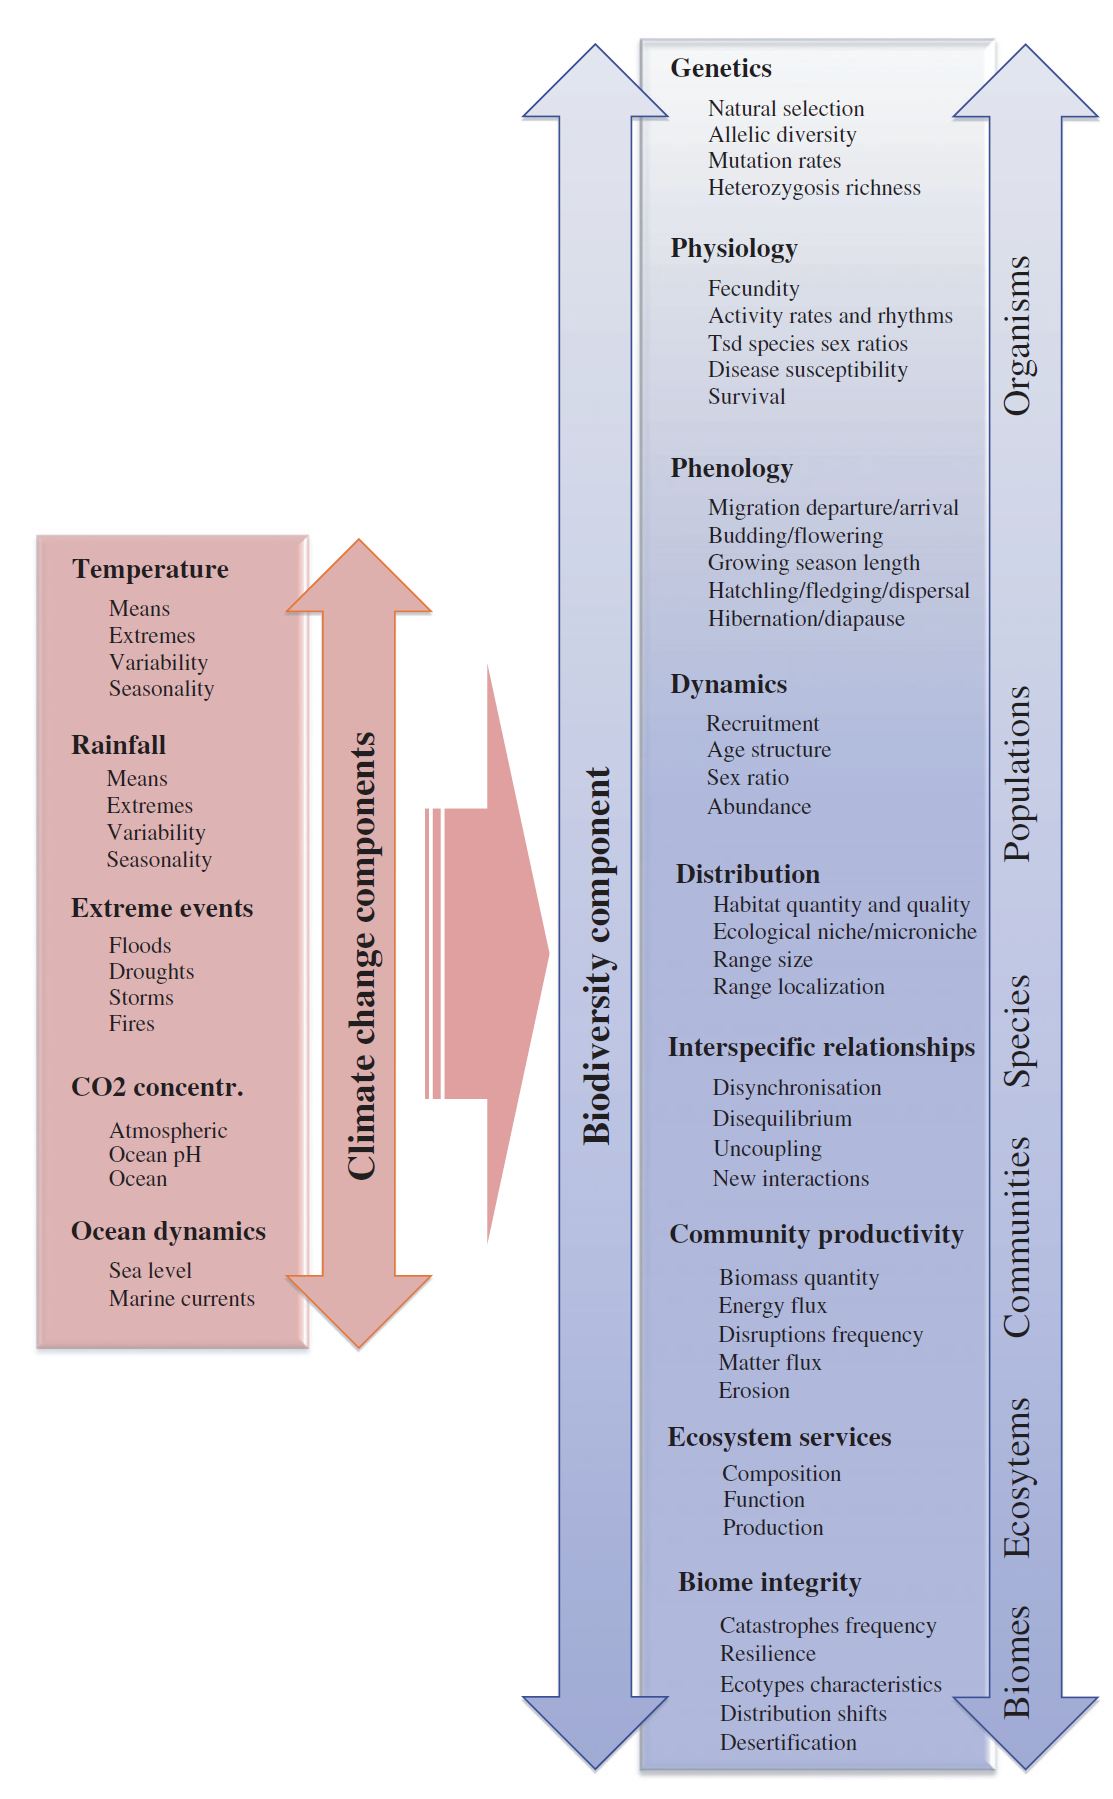 Temperature
Means
Extremes
Variability
Seasonality
Rainfall
Means
Extremes
Variability
Seasonality
Extreme events
Floods
Droughts
Storms
Fires
CO2 concentr.
Atmospheric
Ocean pH
Ocean
Ocean dynamics
Sea level
Marine currents
Climate change components
Biodiversity component
Genetics
Natural selection
Allelic diversity
Mutation rates
Heterozygosis richness
Physiology
Fecundity
Activity rates and rhythms
Tsd species sex ratios
Disease susceptibility
Survival
Phenology
Migration departure/arrival
Budding/flowering
Growing season length
Hatchling/fledging/dispersal
Hibernation/diapause
Dynamics
Recruitment
Age structure
Sex ratio
Abundance
Distribution
Habitat quantity and quality
Ecological niche/microniche
Range size
Range localization
Interspecific relationships
Disynchronisation
Disequilibrium
Uncoupling
New interactions
Community productivity
Biomass quantity
Energy flux
Disruptions frequency
Matter flux
Erosion
Ecosystem services
Composition
Function
Production
Biome integrity
Catastrophes frequency
Resilience
Ecotypes characteristics
Distribution shifts
Desertification
Organisms
Populations
Species
Communities
Ecosytems
Biomes